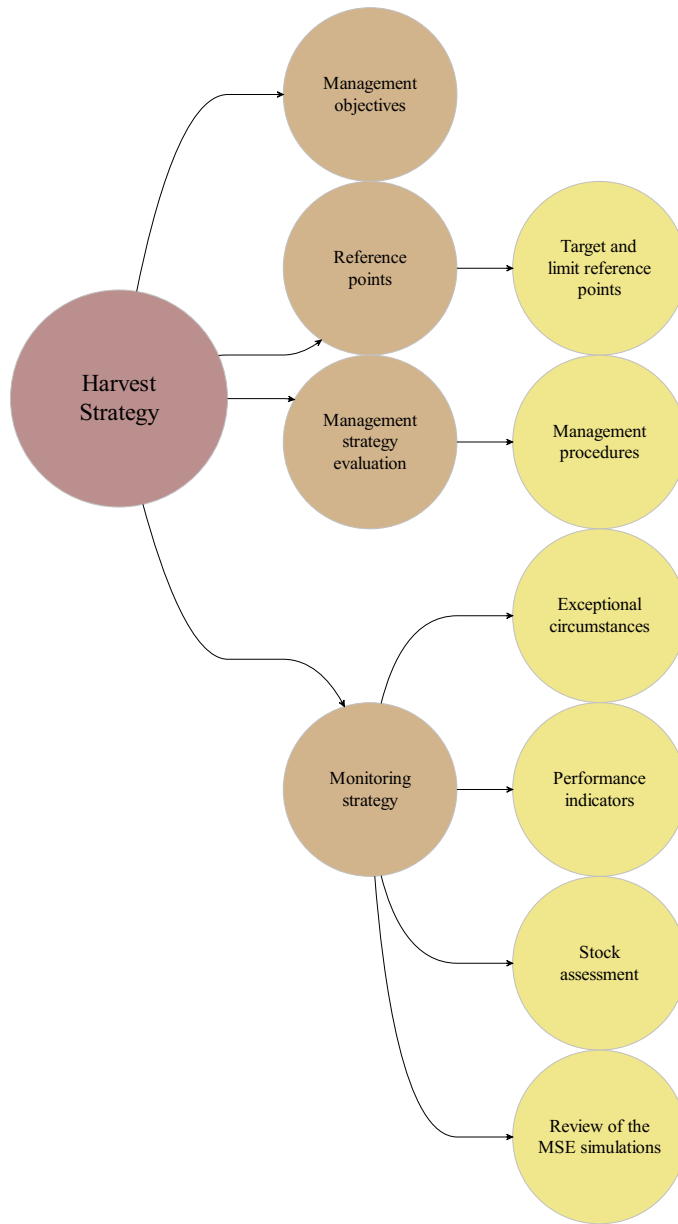 Management
objectives
Reference
points
Target and
limit reference
points
Harvest
Strategy
Management
strategy
evaluation
Management
procedures
Exceptional
circumstances
Monitoring
strategy
Performance
indicators
Stock
assessment
Review of the
MSE simulations